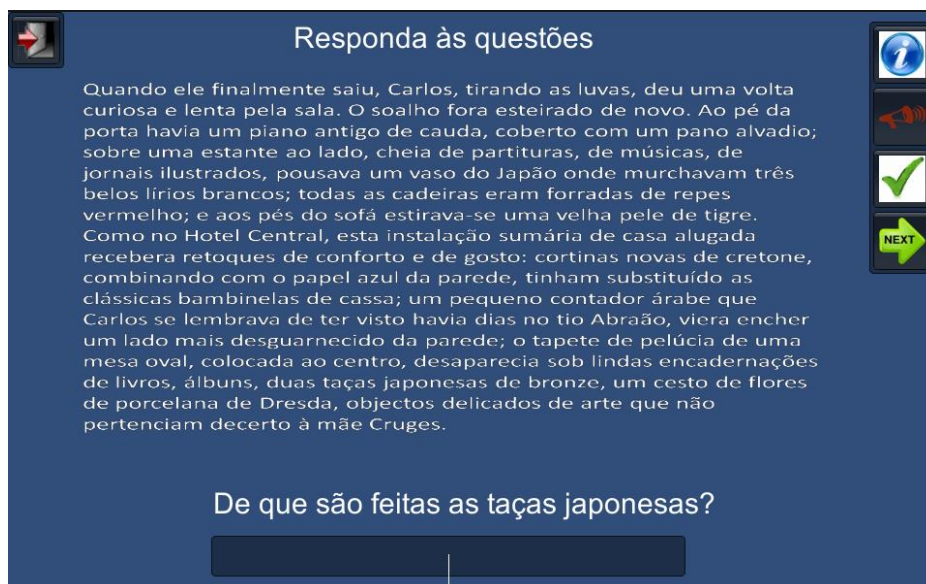 Responda às questões
Quando ele finalmente saiu, Carlos, tirando as luvas, deu uma volta
curiosa e lenta pela sala. O soalho fora esteirado de novo. Ao pé da
porta havia um piano antigo de cauda, coberto com um pano alvadio;
sobre uma estante ao lado, cheia de partituras, de músicas, de
jornais ilustrados, pousava um vaso do Japão onde murchavam três
belos lírios brancos; todas as cadeiras eram forradas de repes
vermelho; e aos pés do sofá estirava-se uma velha pele de tigre.
Como no Hotel Central, esta instalação sumária de casa alugada
recebera retoques de conforto e de gosto: cortinas novas de cretone,
combinando com o papel azul da parede, tinham substituído as
clássicas bambinelas de cassa; um pequeno contador árabe que
Carlos se lembrava de ter visto havia dias no tio Abraão, viera encher
um lado mais desguarnecido da parede; o tapete de pelúcia de uma
mesa oval, colocada ao centro, desaparecia sob lindas encadernações
de livros, álbuns, duas taças japonesas de bronze, um cesto de flores
de porcelana de Dresda, objectos delicados de arte que não
pertenciam decerto à mãe Cruges.
NEXT
De que são feitas as taças japonesas?